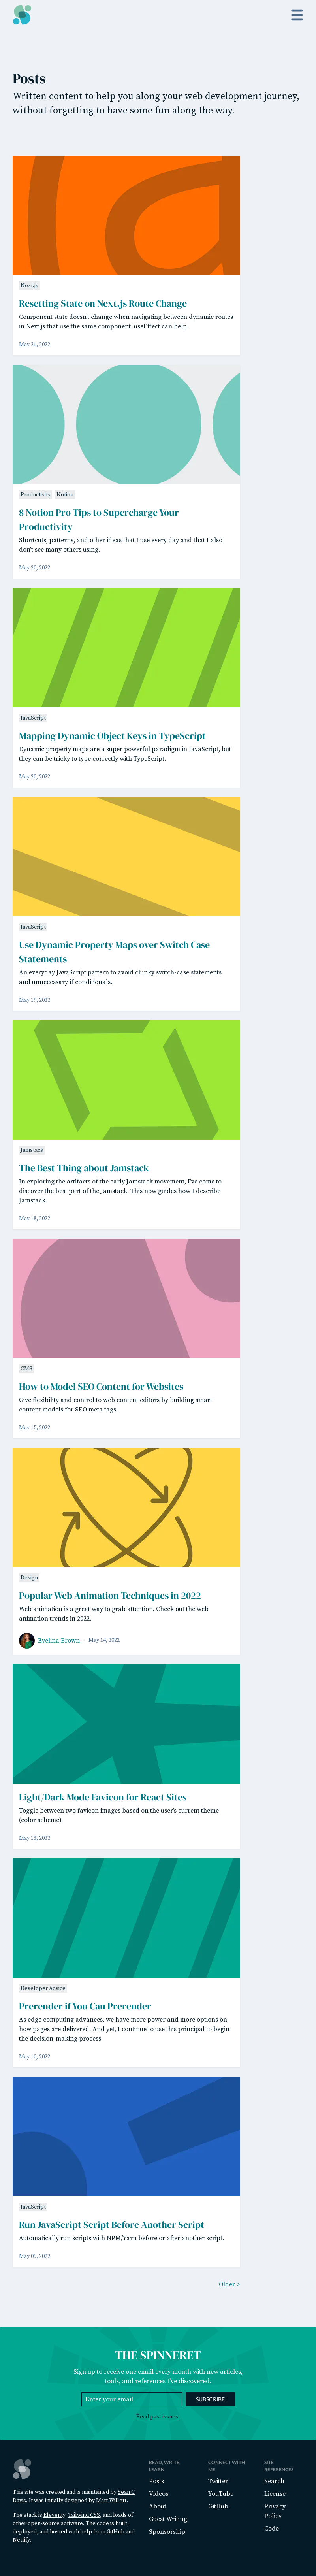 Posts
Written content to help you along your web development journey,
without forgetting to have some fun along the way.
Next.js
Resetting State on Next.js Route Change
Component state doesn't change when navigating between dynamic routes
in Next.js that use the same component. useEffect can help.
May 21, 2022
Productivity Notion
8 Notion Pro Tips to Supercharge Your
Productivity
Shortcuts, patterns, and other ideas that I use every day and that I also
don't see many others using.
May 20, 2022
JavaScript
Mapping Dynamic Object Keys in TypeScript
Dynamic property maps are a super powerful paradigm in JavaScript, but
they can be tricky to type correctly with TypeScript.
May 20, 2022
JavaScript
Use Dynamic Property Maps over Switch Case
Statements
An everyday JavaScript pattern to avoid clunky switch-case statements
and unnecessary if conditionals.
May 19, 2022
Jamstack
The Best Thing about Jamstack
In exploring the artifacts of the early Jamstack movement, I've come to
discover the best part of the Jamstack. This now guides how I describe
Jamstack.
May 18, 2022
CMS
How to Model SEO Content for Websites
Give flexibility and control to web content editors by building smart
content models for SEO meta tags.
May 15, 2022
Design
Popular Web Animation Techniques in 2022
Web animation is a great way to grab attention. Check out the web
animation trends in 2022.
Evelina Brown May 14, 2022
Light/Dark Mode Favicon for React Sites
Toggle between two favicon images based on the user's current theme
(color scheme).
May 13, 2022
Developer Advice
Prerender if You Can Prerender
As edge computing advances, we have more power and more options on
how pages are delivered. And yet, I continue to use this principal to begin
the decision-making process.
May 10, 2022
JavaScript
Run JavaScript Script Before Another Script
Automatically run scripts with NPM/Yarn before or after another script.
May 09, 2022
Older >
THE SPINNERET
Sign up to receive one email every month with new articles,
tools, and references I've discovered.
Enter your email SUBSCRIBE
Read past issues.
This site was created and is maintained by Sean C
Davis. It was initially designed by Matt Willett.
The stack is Eleventy, Tailwind CSS, and loads of
other open-source software. The code is built,
deployed, and hosted with help from GitHub and
Netlify.
READ, WRITE,
LEARN
Posts
Videos
About
Guest Writing
Sponsorship
CONNECT WITH
ME
Twitter
YouTube
GitHub
SITE
REFERENCES
Search
License
Privacy
Policy
Code